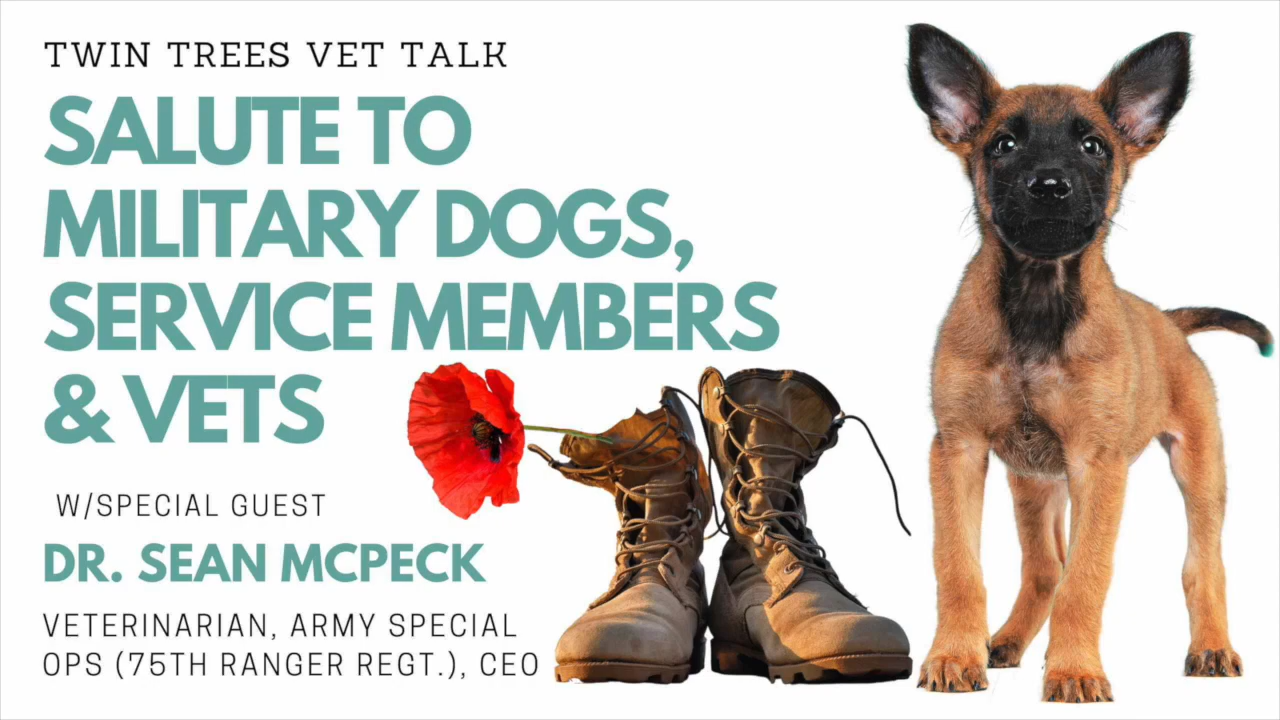 TWIN TREES VET TALK
SALUTE TO
MILITARY DOGS,
SERVICE MEMBERS
& VETS
W/SPECIAL GUEST
DR. SEAN MCPECK
VETERINARIAN, ARMY SPECIAL
OPS (75TH RANGER REGT.), CEO